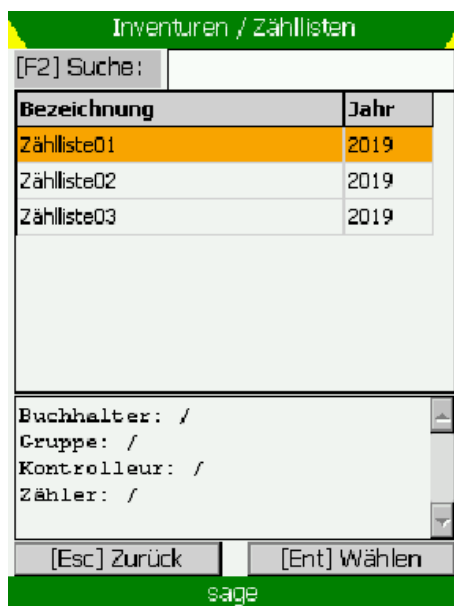 Inventuren / Zähllisten
[F2] Suche:
Bezeichnung Jahr
Zählliste01 2019
Zählliste02 2019
Zählliste03 2019
Buchhalter: /
Gruppe: /
Kontrolleur: /
Zähler: /
[Esc] Zurück [Ent] Wählen
sage